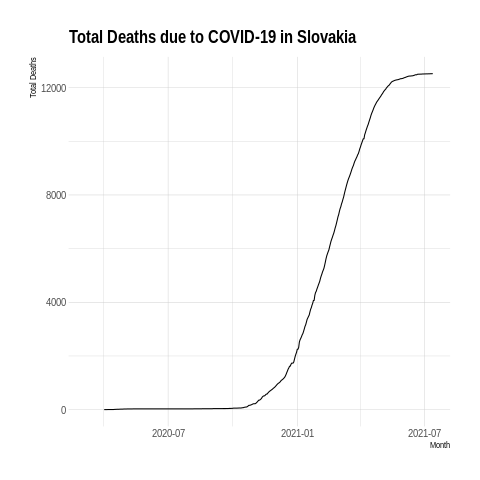 Total Deaths due to COVID-19 in Slovakia
Total Deaths
12000
8000
4000
0
2020-07
2021-01
2021-07
Month